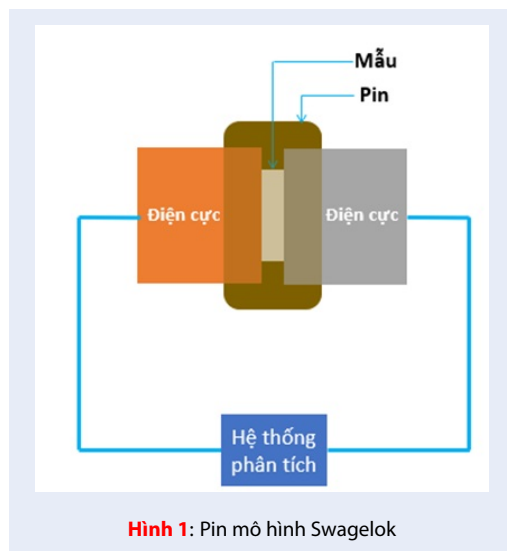 Mẫu
Pin
Điện cực
Điện cực
Hệ thống
phân tích
Hình 1: Pin mô hình Swagelok